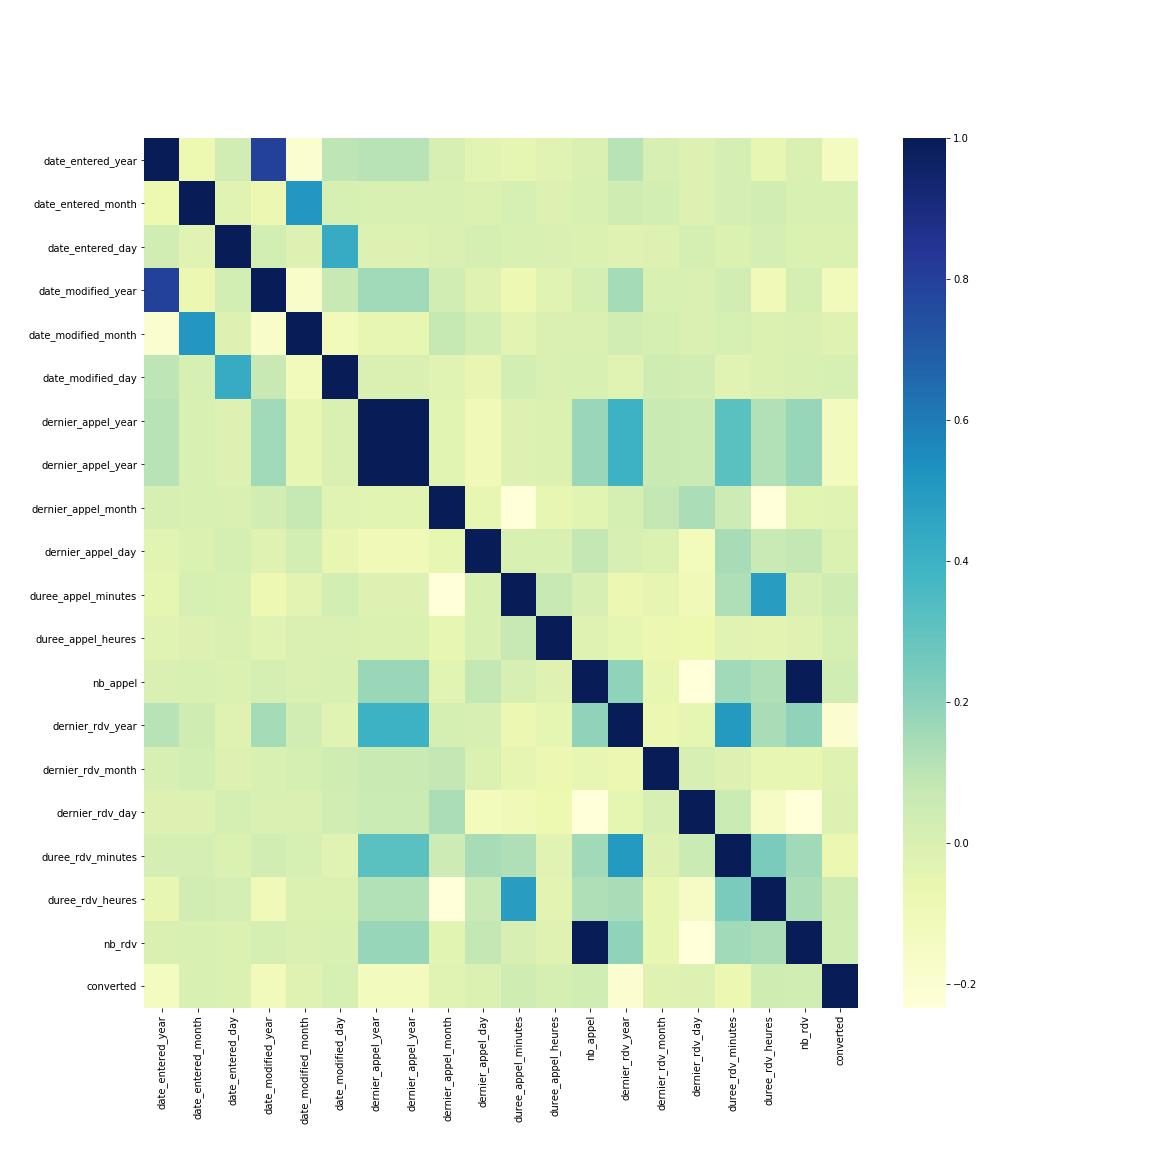 date_entered_year
date_entered_month
date_entered_day
date_modified_year
date_modified_month
date_modified_day
dernier_appel_year
dernier_appel_year
dernier_appel_month
dernier_appel_day
duree_appel_minutes
duree_appel_heures
nb_appel
dernier_rdv_year
dernier_rdv_month
dernier_rdv_day
duree_rdv_minutes
duree_rdv_heures
nb_rdv
converted
date_entered_year
date_entered_month
date_entered_day
date_modified_year
date_modified_month
date_modified_day
dernier_appel_year
dernier_appel_year
dernier_appel_month
dernier_appel_day
duree_appel_minutes
duree_appel_heures
nb_appel
dernier_rdv_year
dernier_rdv_month
dernier_rdv_day
duree_rdv_minutes
duree_rdv_heures
nb_rdv
converted
1.0
0.8
0.6
0.4
0.2
0.0
−0.2